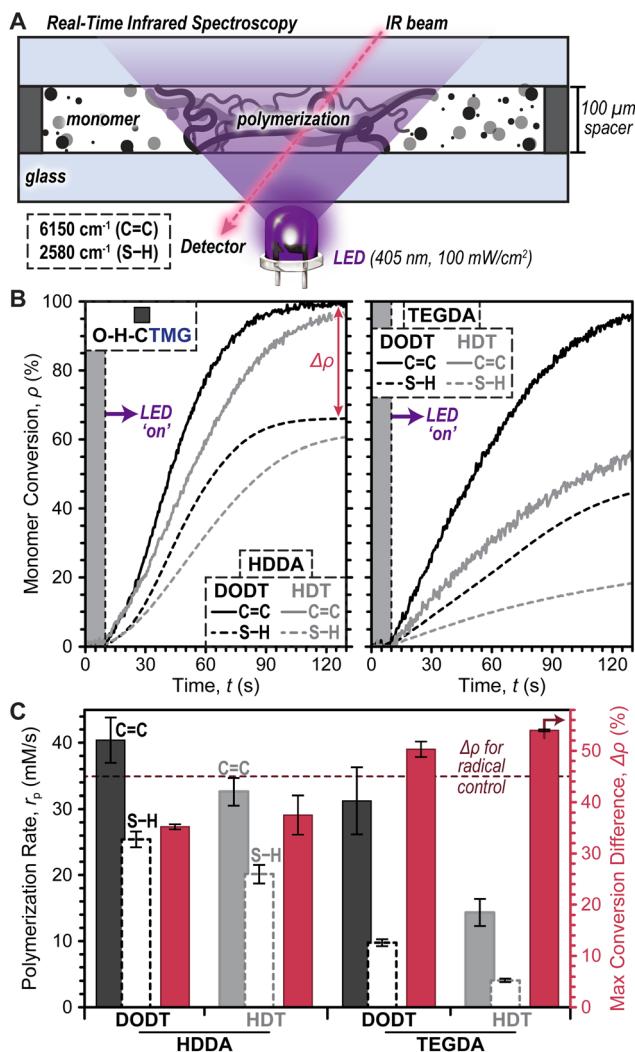 A
Real-Time Infrared Spectroscopy
IR beam
monomer
polymerization
100 µm
spacer
glass
6150 cm⁻¹ (C=C)
2580 cm⁻¹ (S−H)
Detector
LED (405 nm, 100 mW/cm²)
B
Monomer Conversion, ρ (%)
100
80
60
40
20
0
O-H-CTMG
LED
'on'
Δρ
HDDA
DODT HDT
C=C C=C
S−H S−H
0 30 60 90 120
Time, t (s)
TEGDA
DODT HDT
C=C C=C
S−H S−H
LED
'on'
0 30 60 90 120
Time, t (s)
C
Polymerization Rate, rp (mM/s)
40
30
20
10
0
C=C
S−H
C=C
S−H
Δρ for
radical
control
Max Conversion Difference, Δρ (%)
50
40
30
20
10
0
DODT HDT DODT HDT
HDDA TEGDA